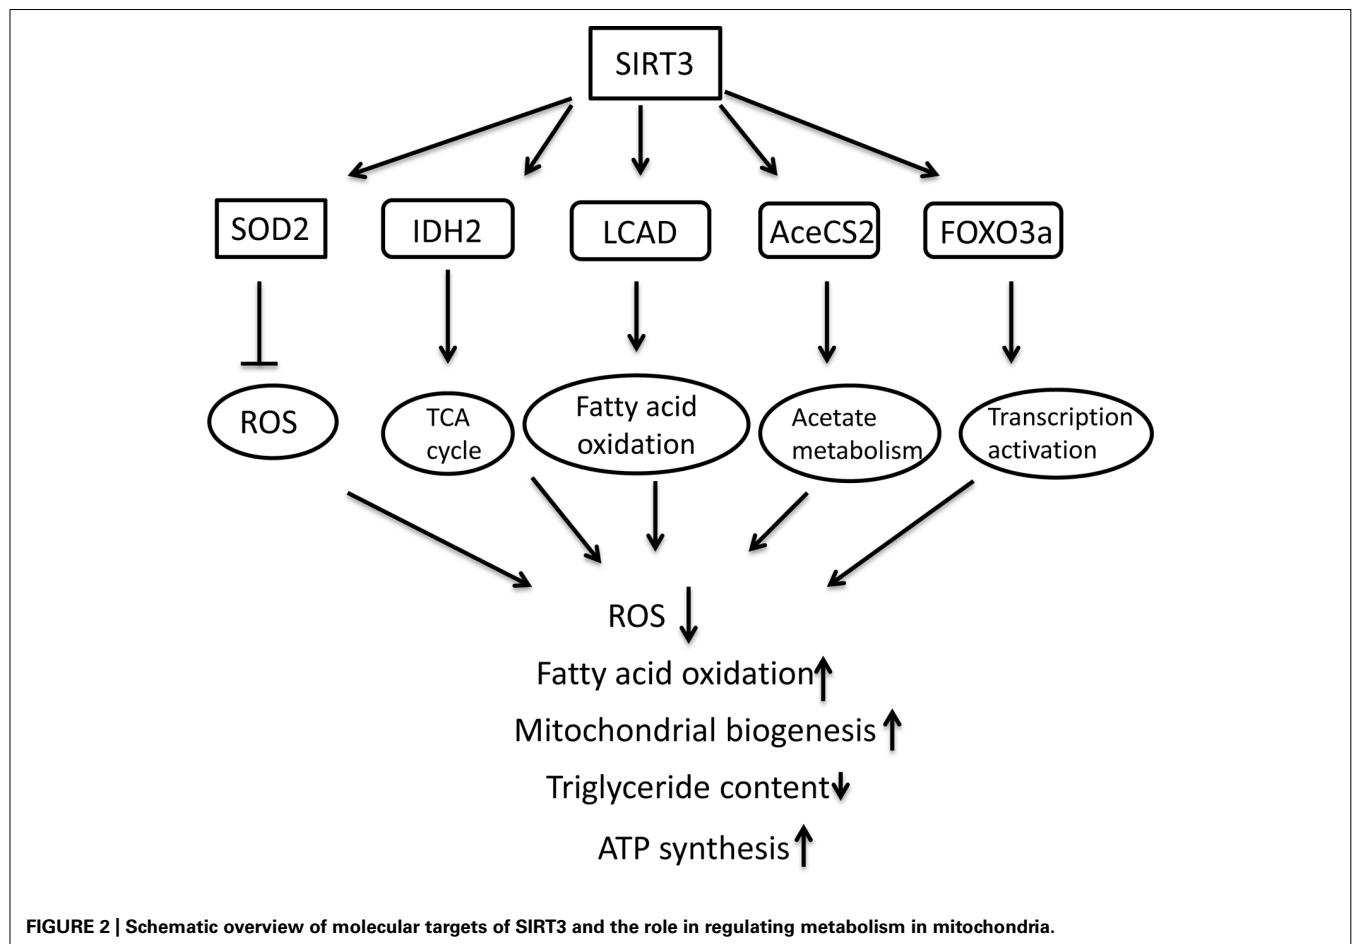 SIRT3
SOD2
IDH2
LCAD
AceCS2
FOXO3a
ROS
TCA
cycle
Fatty acid
oxidation
Acetate
metabolism
Transcription
activation
ROS
Fatty acid oxidation
Mitochondrial biogenesis
Triglyceride content
ATP synthesis
FIGURE 2 | Schematic overview of molecular targets of SIRT3 and the role in regulating metabolism in mitochondria.